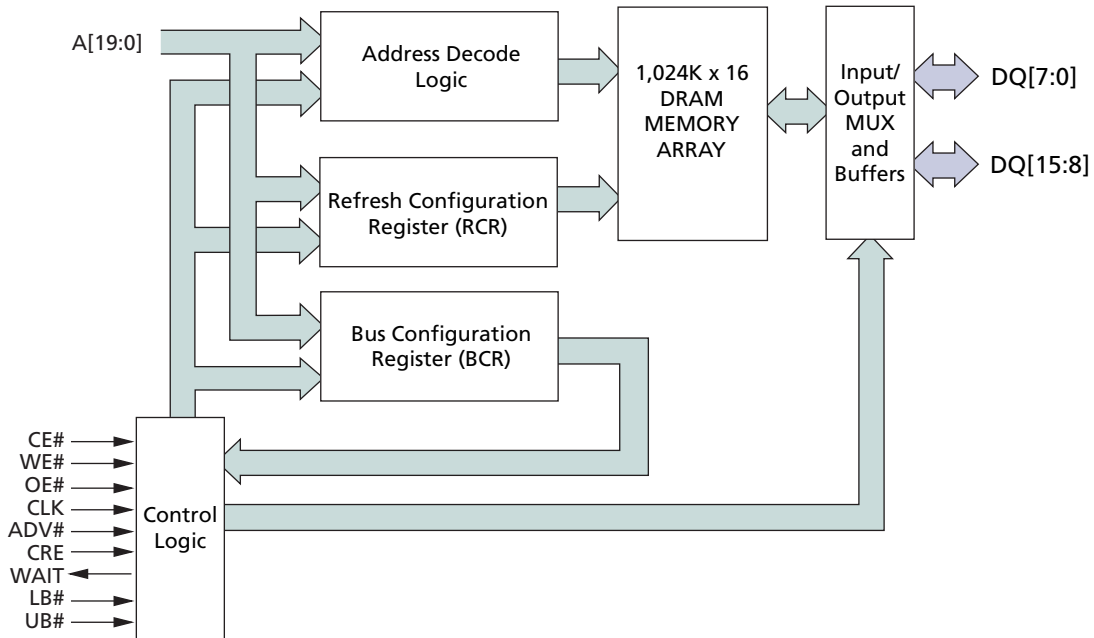 A[19:0]
Address Decode
Logic
1,024K x 16
DRAM
MEMORY
ARRAY
Input/
Output
MUX
and
Buffers
DQ[7:0]
DQ[15:8]
Refresh Configuration
Register (RCR)
Bus Configuration
Register (BCR)
CE#
WE#
OE#
CLK
ADV#
CRE
WAIT
LB#
UB#
Control
Logic